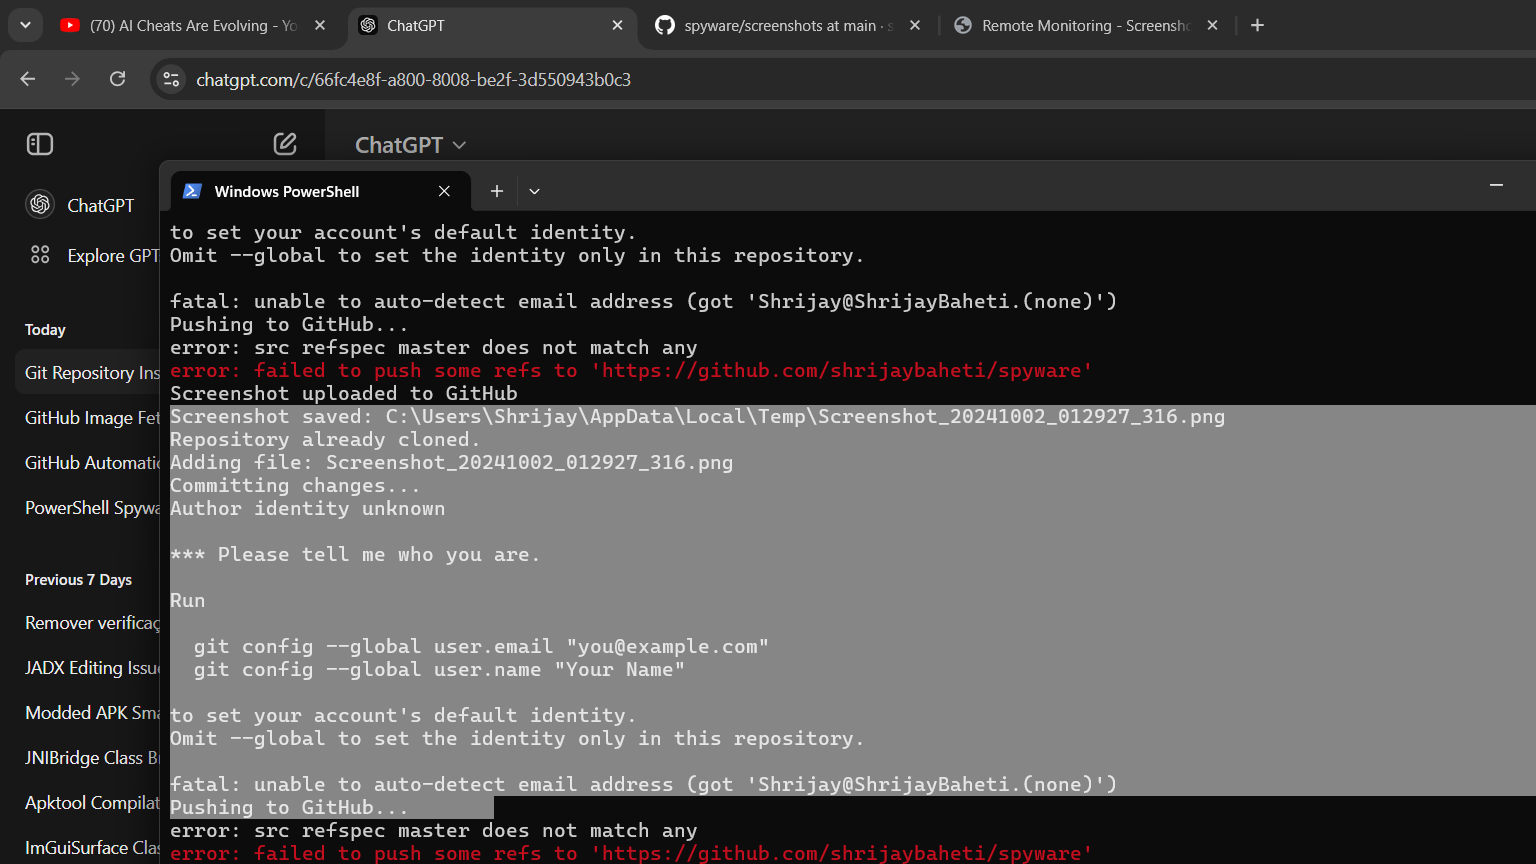 (70) AI Cheats Are Evolving - Yo
ChatGPT
spyware/screenshots at main · s
Remote Monitoring - Screensho
chatgpt.com/c/66fc4e8f-a800-8008-be2f-3d550943b0c3
ChatGPT
ChatGPT
Explore GPT
Today
Git Repository Ins
GitHub Image Fet
GitHub Automatic
PowerShell Spywa
Previous 7 Days
Remover verificaç
JADX Editing Issu
Modded APK Sma
JNIBridge Class B
Apktool Compilat
ImGuiSurface Clas
Windows PowerShell
to set your account's default identity.
Omit --global to set the identity only in this repository.
fatal: unable to auto-detect email address (got 'Shrijay@ShrijayBaheti.(none)')
Pushing to GitHub...
error: src refspec master does not match any
error: failed to push some refs to 'https://github.com/shrijaybaheti/spyware'
Screenshot uploaded to GitHub
Screenshot saved: C:\Users\Shrijay\AppData\Local\Temp\Screenshot_20241002_012927_316.png
Repository already cloned.
Adding file: Screenshot_20241002_012927_316.png
Committing changes...
Author identity unknown
*** Please tell me who you are.
Run
git config --global user.email "you@example.com"
git config --global user.name "Your Name"
to set your account's default identity.
Omit --global to set the identity only in this repository.
fatal: unable to auto-detect email address (got 'Shrijay@ShrijayBaheti.(none)')
Pushing to GitHub...
error: src refspec master does not match any
error: failed to push some refs to 'https://github.com/shrijaybaheti/spyware'